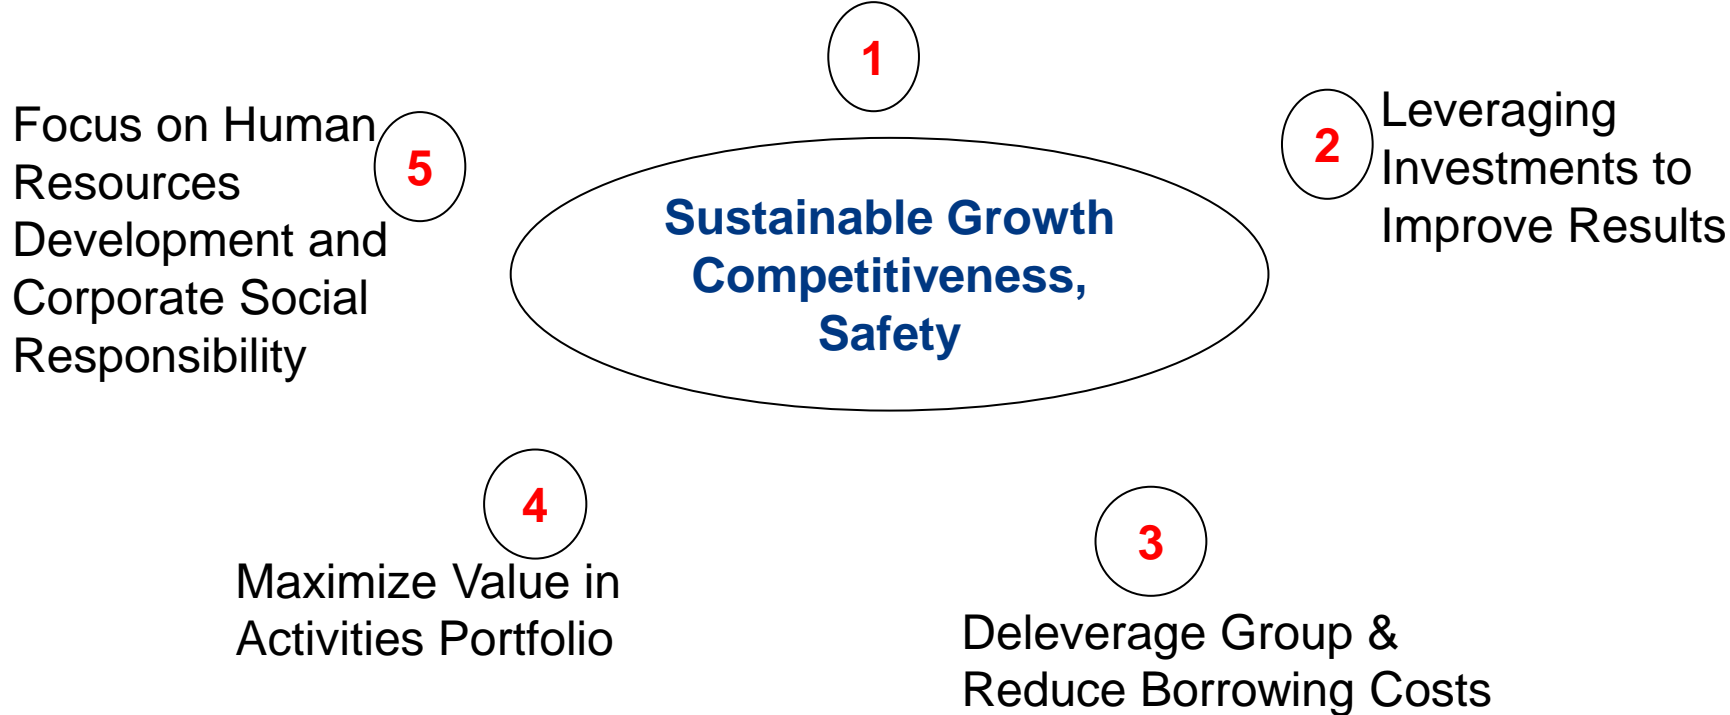 1
2
Leveraging
Investments to
Improve Results
5
Focus on Human
Resources
Development and
Corporate Social
Responsibility
Sustainable Growth
Competitiveness,
Safety
4
Maximize Value in
Activities Portfolio
3
Deleverage Group &
Reduce Borrowing Costs